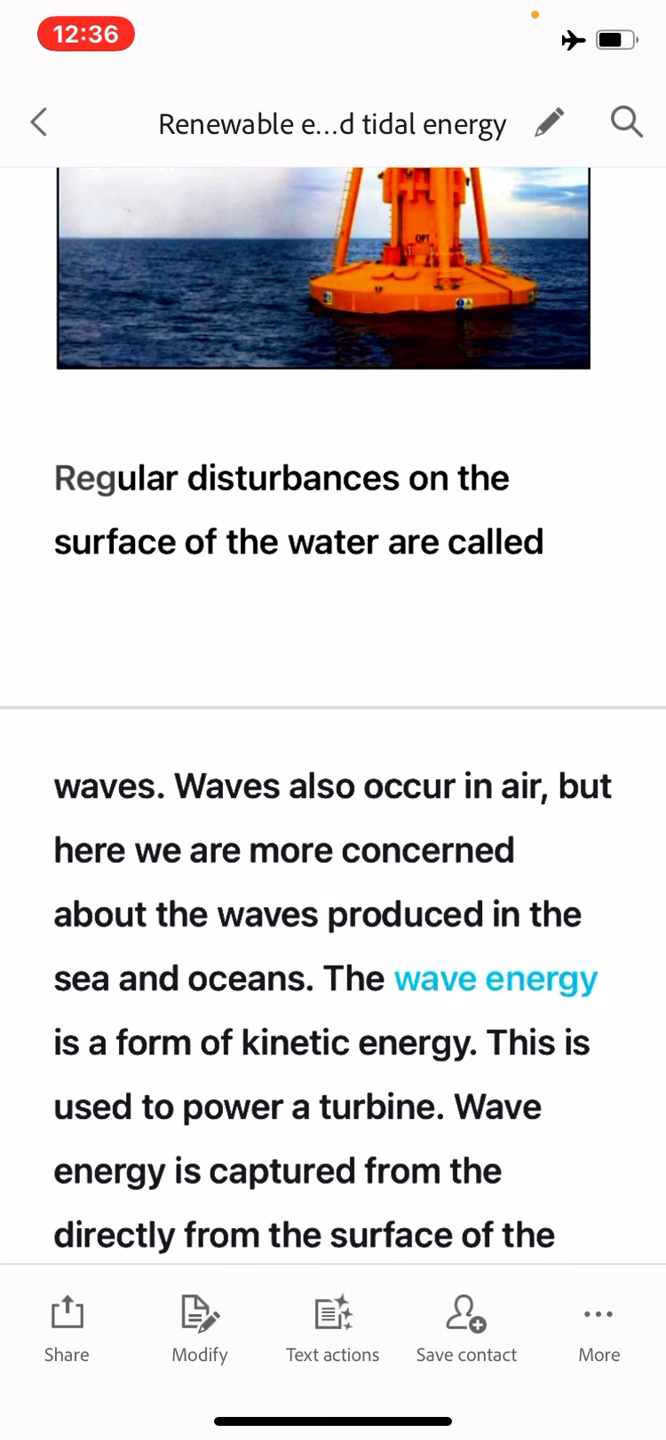 12:36
Renewable e...d tidal energy
OPT
Regular disturbances on the
surface of the water are called
waves. Waves also occur in air, but
here we are more concerned
about the waves produced in the
sea and oceans. The wave energy
is a form of kinetic energy. This is
used to power a turbine. Wave
energy is captured from the
directly from the surface of the
Share Modify Text actions Save contact More